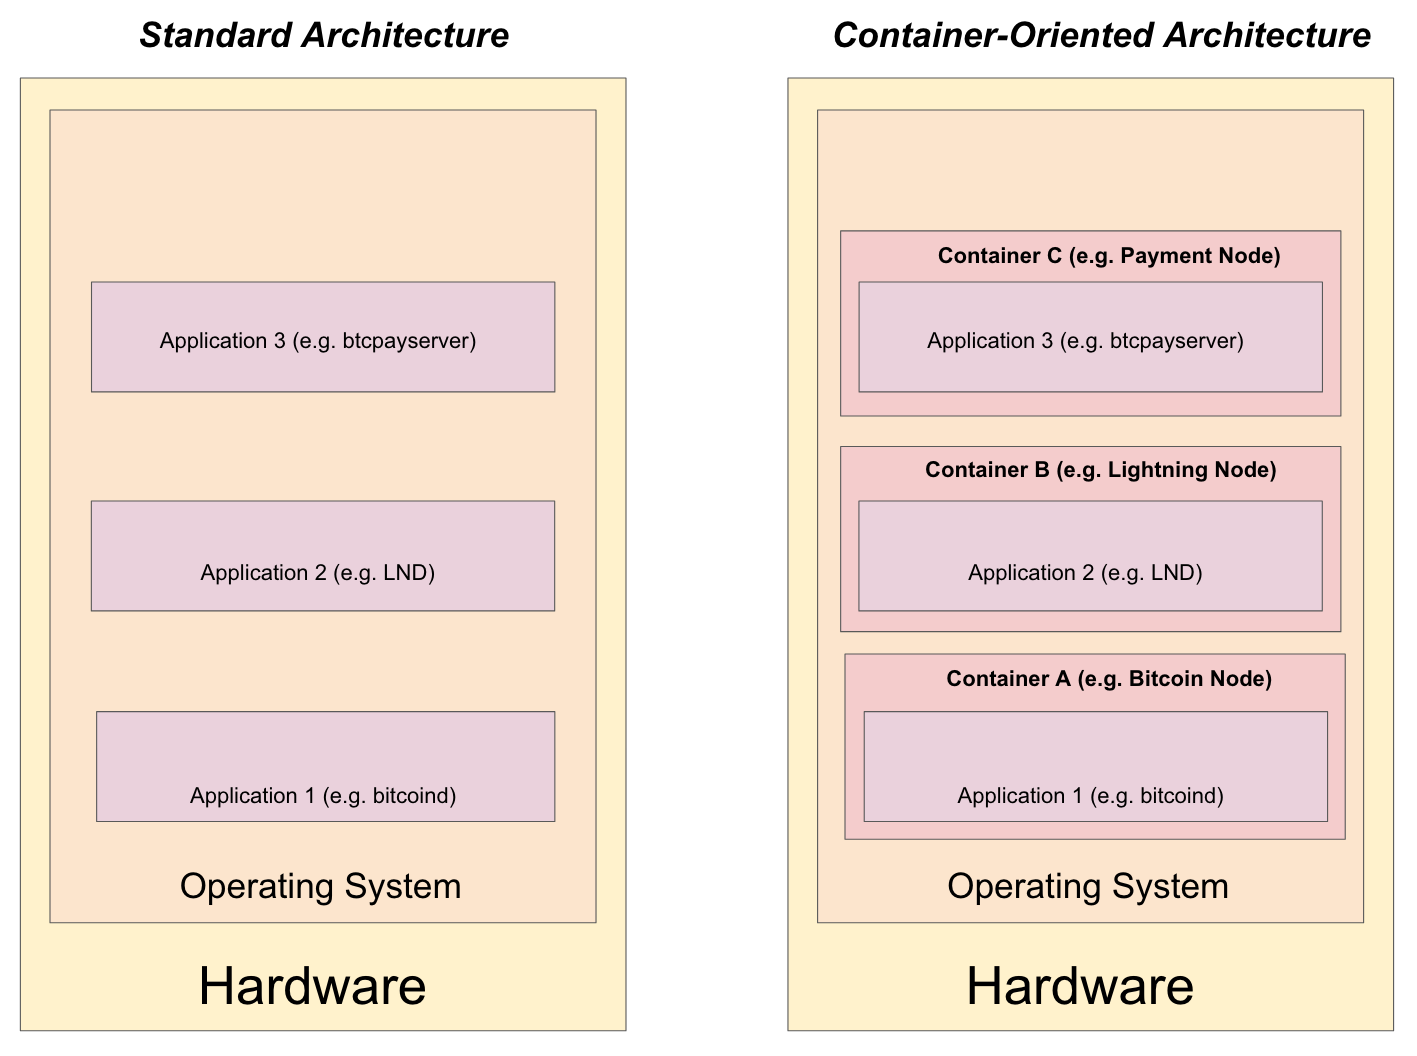 Standard Architecture
Application 3 (e.g. btcpayserver)
Application 2 (e.g. LND)
Application 1 (e.g. bitcoind)
Operating System
Hardware
Container-Oriented Architecture
Container C (e.g. Payment Node)
Application 3 (e.g. btcpayserver)
Container B (e.g. Lightning Node)
Application 2 (e.g. LND)
Container A (e.g. Bitcoin Node)
Application 1 (e.g. bitcoind)
Operating System
Hardware